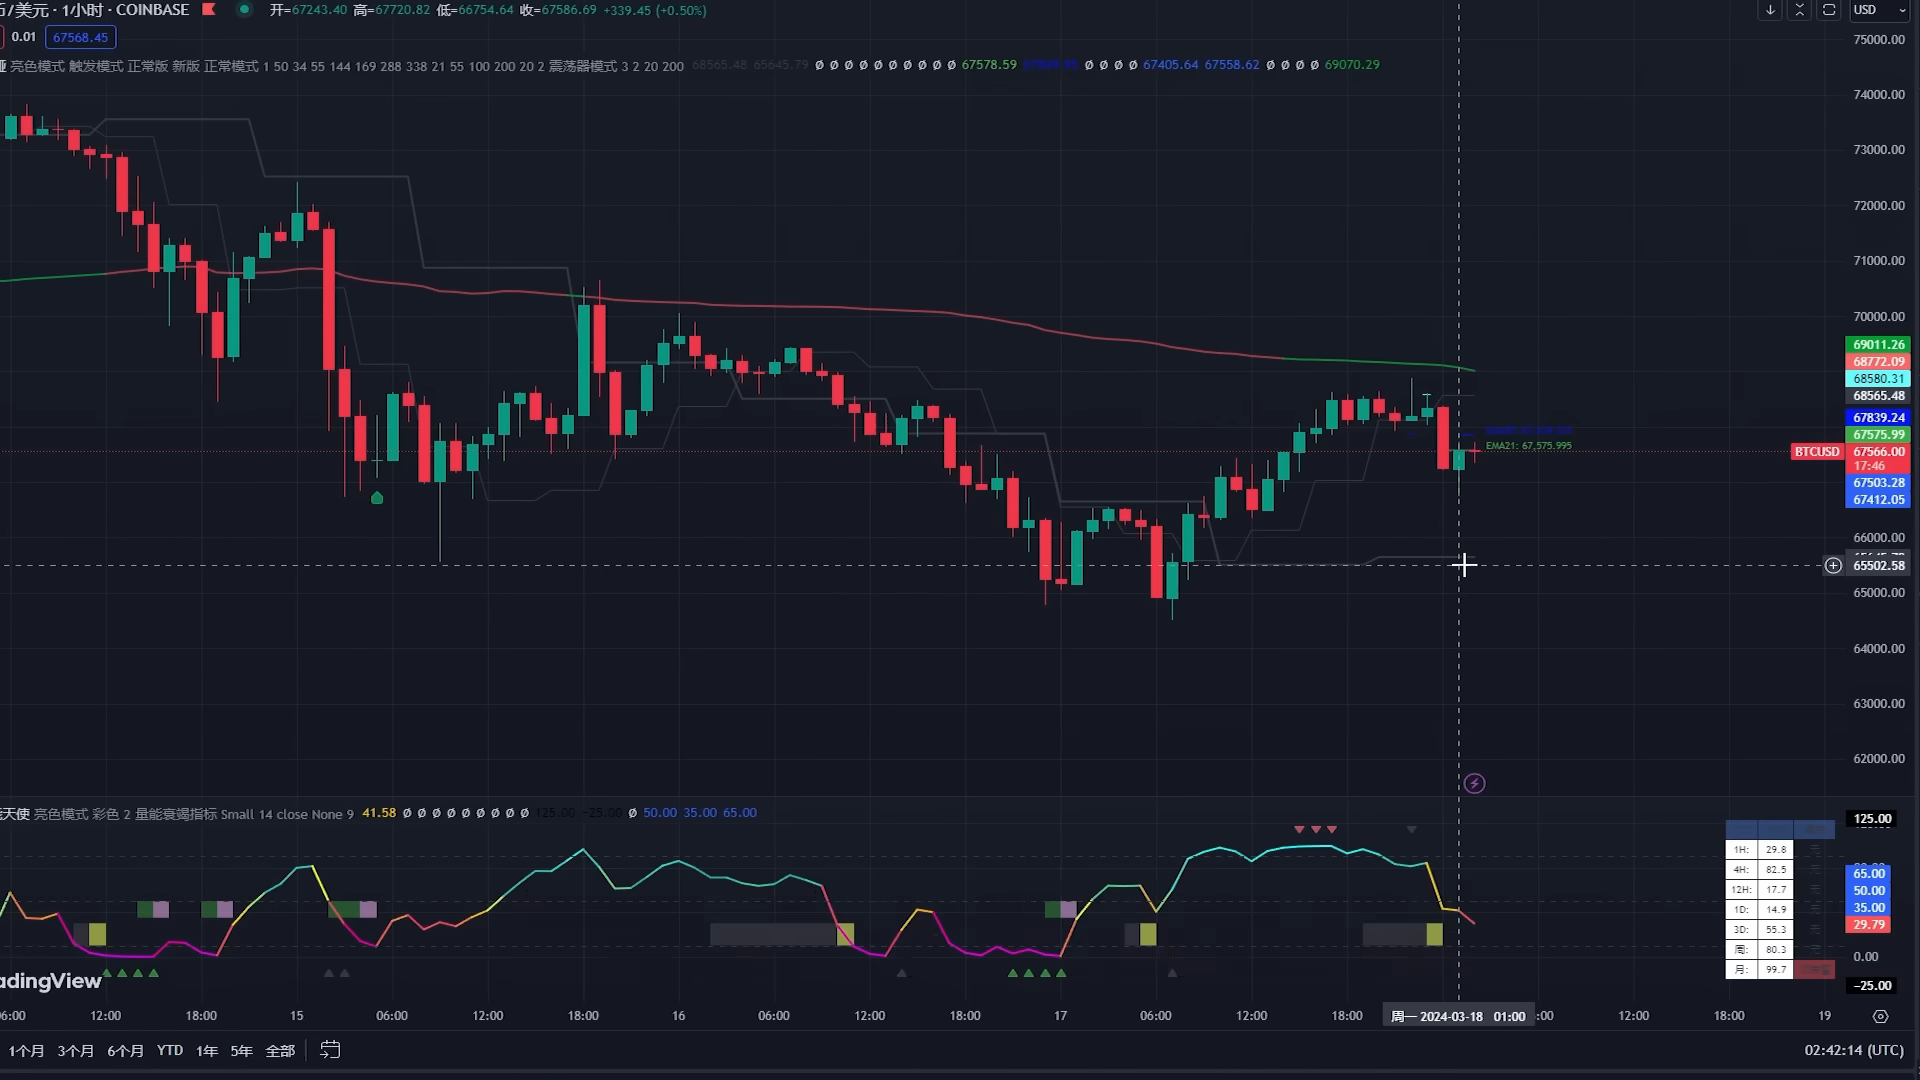 /美元 · 1小时 · COINBASE 开=67243.40 高=67720.82 低=66754.64 收=67586.69 +339.45 (+0.50%) USD
0.01 67568.45
亮色模式 触发模式 正常版 新版 正常模式 1 50 34 55 144 169 288 338 21 55 100 200 20 2 震荡器模式 3 2 20 200 68565.48 65645.79 ø ø ø ø ø ø ø ø ø ø 67578.59 ø ø ø ø 67405.64 67558.62 ø ø ø ø 69070.29
75000.00
74000.00
73000.00
72000.00
71000.00
70000.00
69011.26
68772.09
68580.31
68565.48
67839.24
67575.99
EMA21: 67,575.995
BTCUSD 67566.00
17:46
67503.28
67412.05
66000.00
65502.58
65000.00
64000.00
63000.00
62000.00
天使 亮色模式 彩色 2 量能衰竭指标 Small 14 close None 9 41.58 ø ø ø ø ø ø ø ø ø 125.00 −25.00 ø 50.00 35.00 65.00
125.00
1H: 29.8
4H: 82.5
12H: 17.7
1D: 14.9
3D: 55.3
周: 80.3
月: 99.7
65.00
50.00
35.00
29.79
0.00
−25.00
adingView
12:00 18:00 15 06:00 12:00 18:00 16 06:00 12:00 18:00 17 06:00 12:00 18:00 周一 2024-03-18 01:00 :00 12:00 18:00 19
1个月 3个月 6个月 YTD 1年 5年 全部 02:42:14 (UTC)